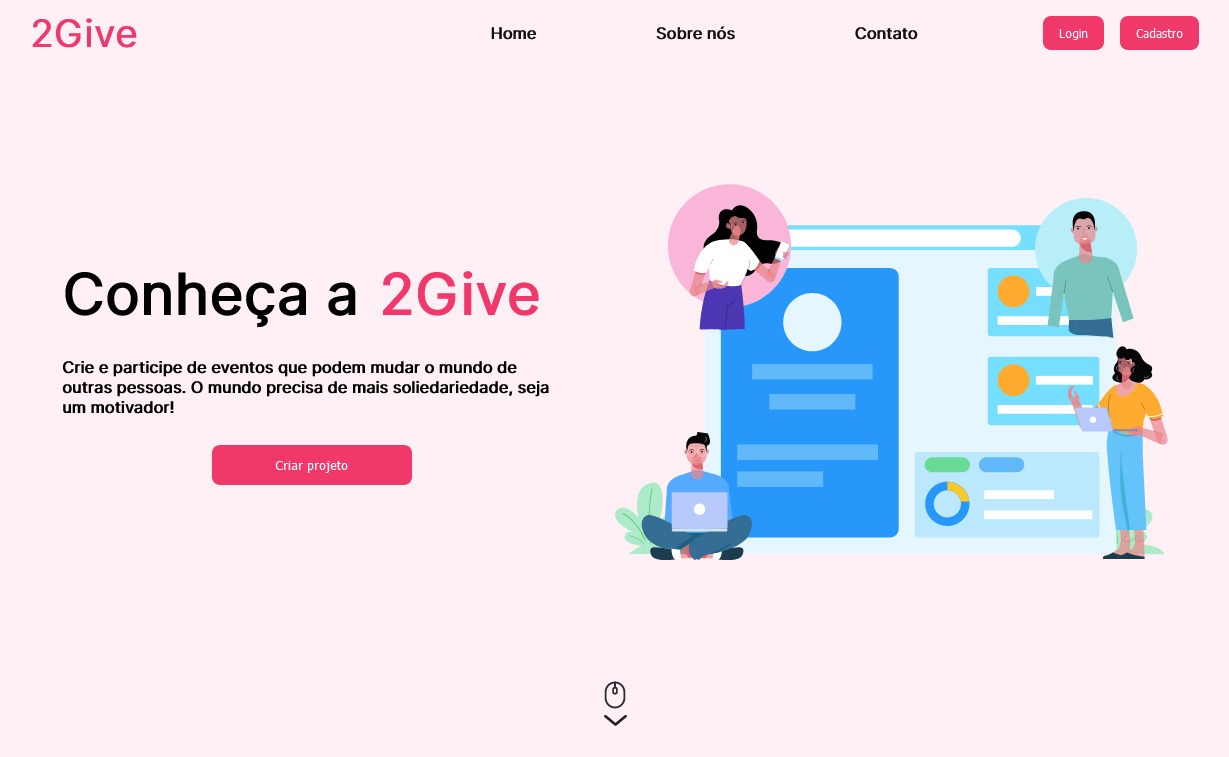 2Give
Home
Sobre nós
Contato
Login
Cadastro
Conheça a 2Give
Crie e participe de eventos que podem mudar o mundo de
outras pessoas. O mundo precisa de mais soliedariedade, seja
um motivador!
Criar projeto